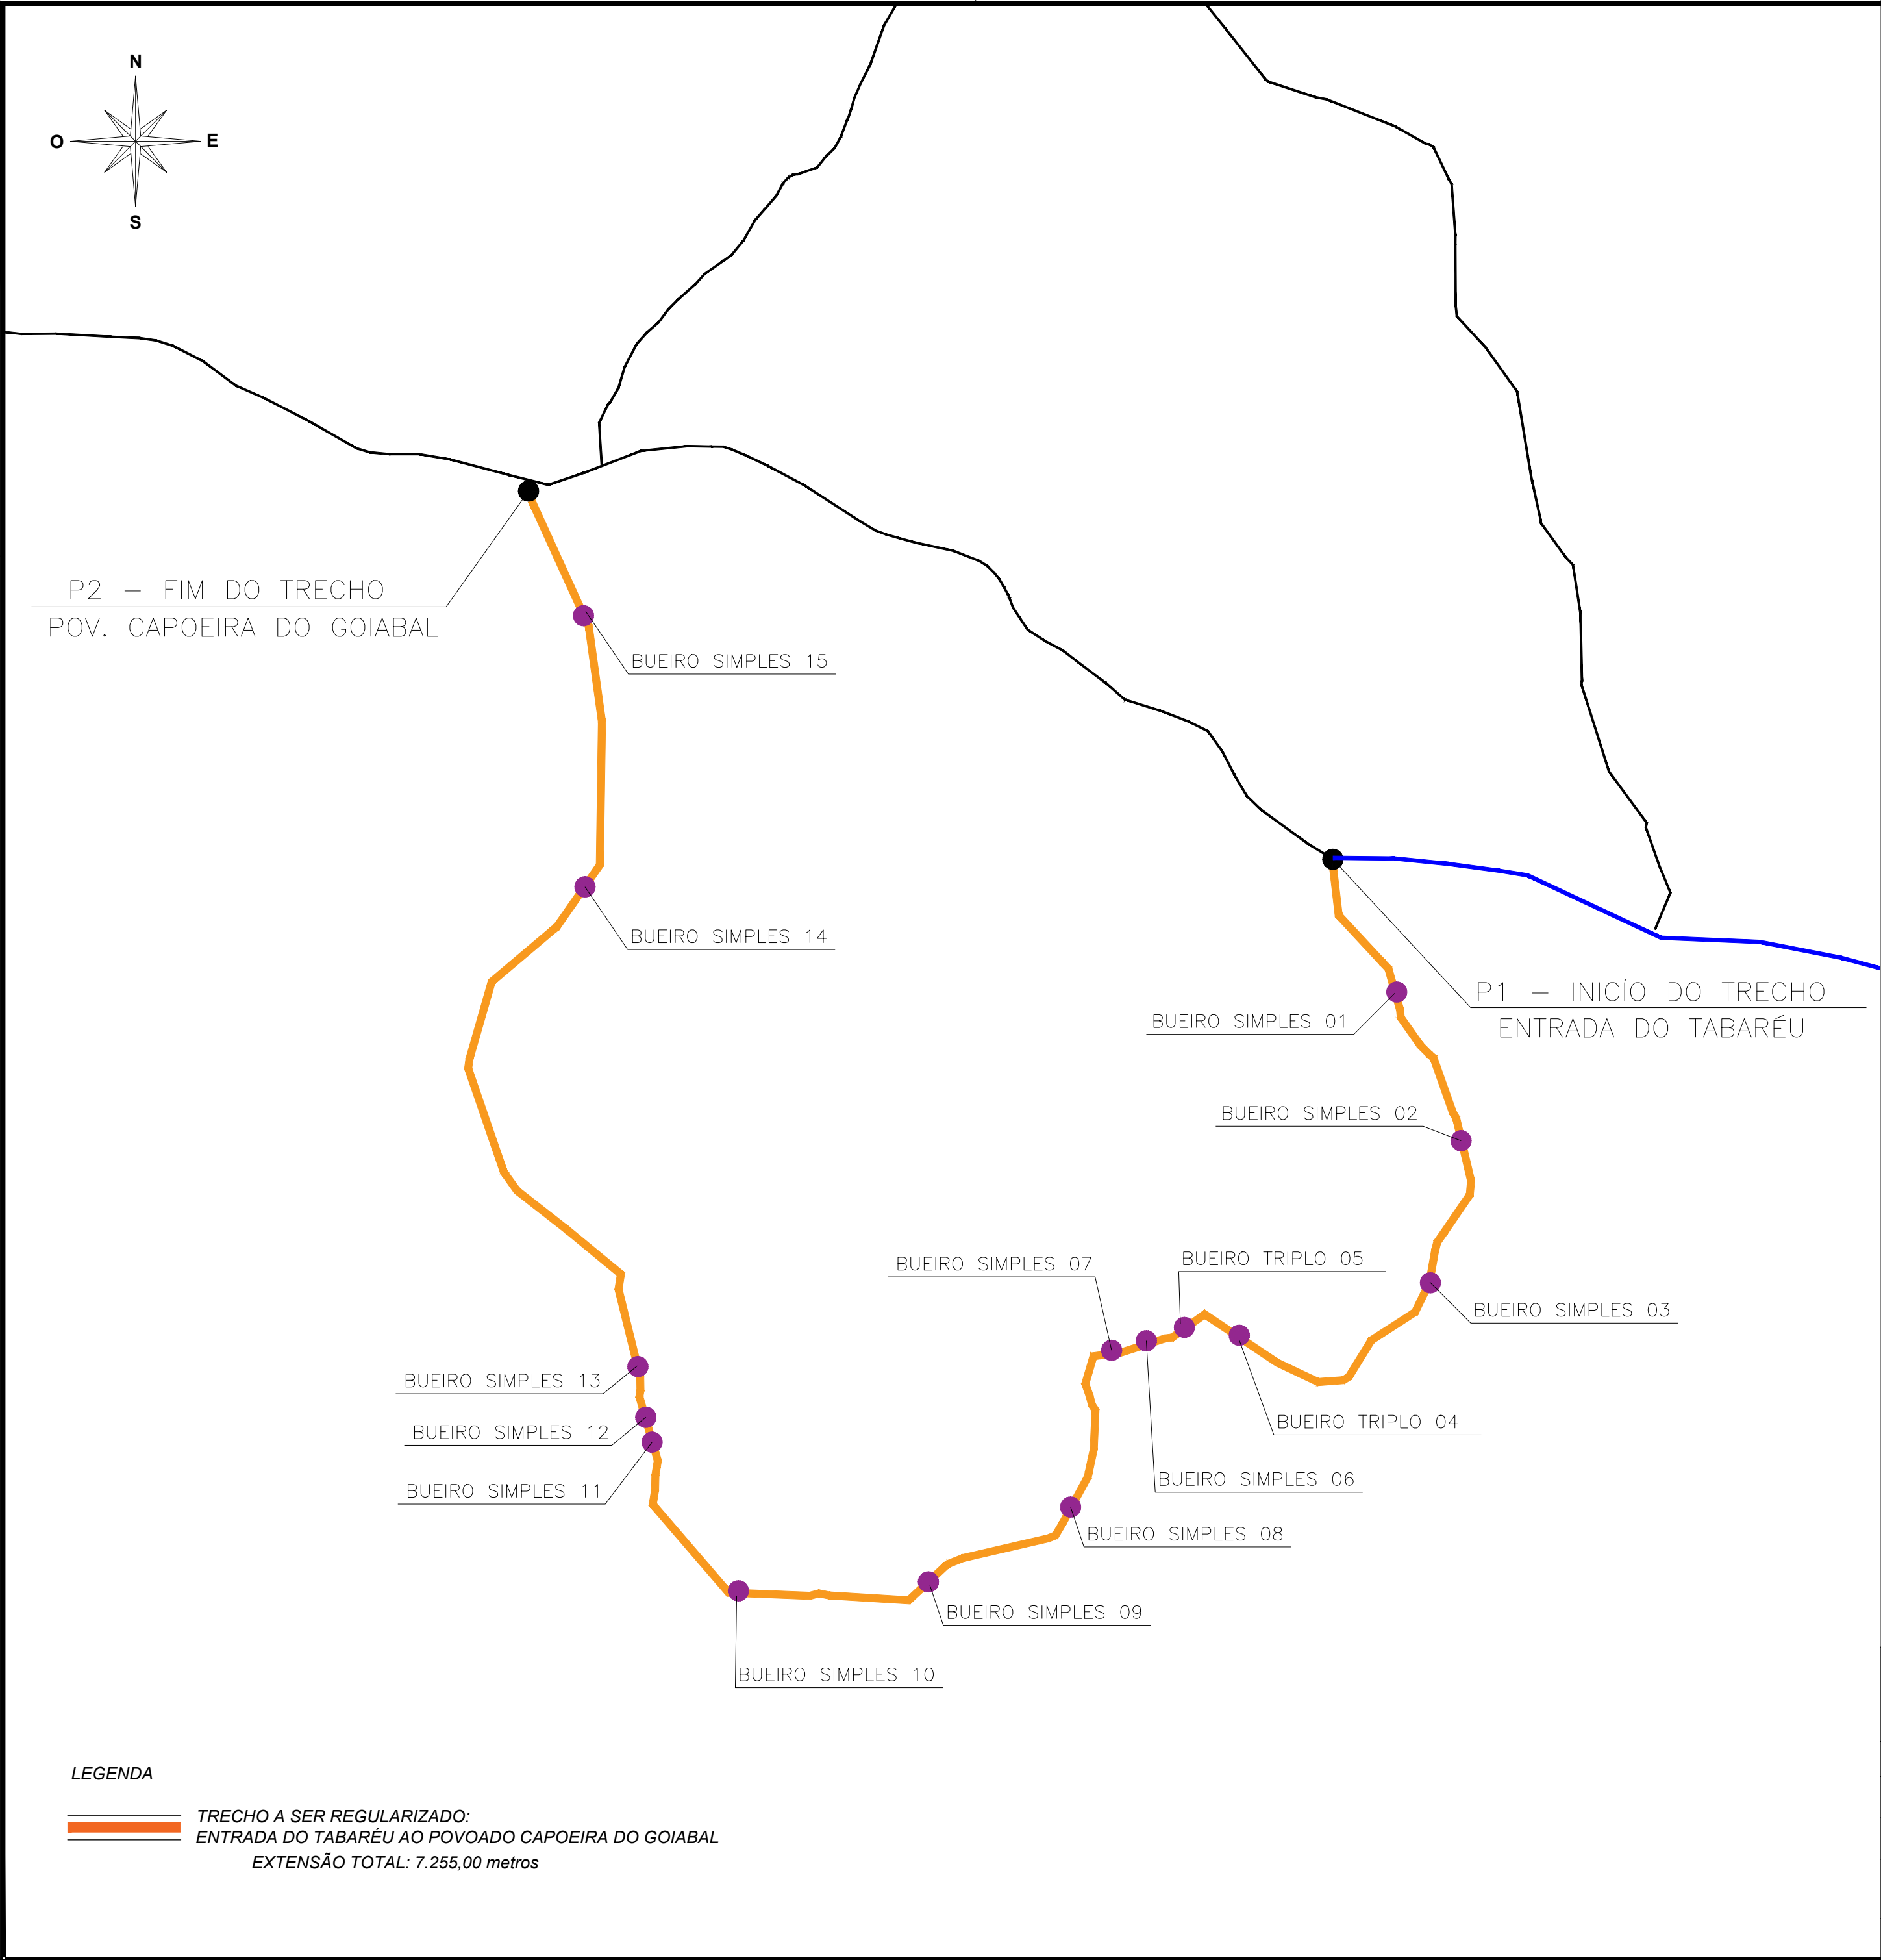 N
O
E
S
P2 – FIM DO TRECHO
POV. CAPOEIRA DO GOIABAL
BUEIRO SIMPLES 15
BUEIRO SIMPLES 14
P1 – INICÍO DO TRECHO
ENTRADA DO TABARÉU
BUEIRO SIMPLES 01
BUEIRO SIMPLES 02
BUEIRO SIMPLES 07
BUEIRO TRIPLO 05
BUEIRO SIMPLES 03
BUEIRO SIMPLES 13
BUEIRO TRIPLO 04
BUEIRO SIMPLES 12
BUEIRO SIMPLES 06
BUEIRO SIMPLES 11
BUEIRO SIMPLES 08
BUEIRO SIMPLES 09
BUEIRO SIMPLES 10
LEGENDA
TRECHO A SER REGULARIZADO:
ENTRADA DO TABARÉU AO POVOADO CAPOEIRA DO GOIABAL
EXTENSÃO TOTAL: 7.255,00 metros